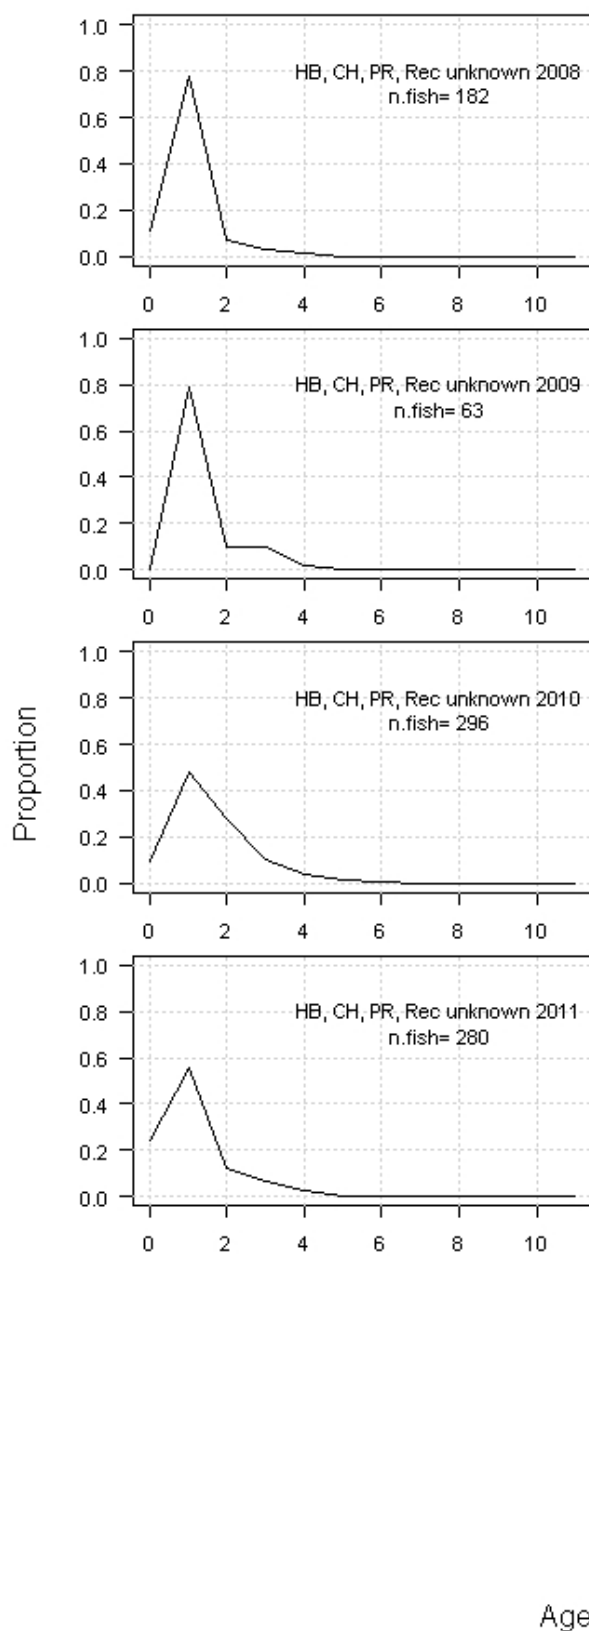 1.0
0.8
0.6
0.4
0.2
0.0
HB, CH, PR, Rec unknown 2008
n.fish= 182
0 2 4 6 8 10
1.0
0.8
0.6
0.4
0.2
0.0
HB, CH, PR, Rec unknown 2009
n.fish= 63
0 2 4 6 8 10
Proportion
1.0
0.8
0.6
0.4
0.2
0.0
HB, CH, PR, Rec unknown 2010
n.fish= 296
0 2 4 6 8 10
1.0
0.8
0.6
0.4
0.2
0.0
HB, CH, PR, Rec unknown 2011
n.fish= 280
0 2 4 6 8 10
Age